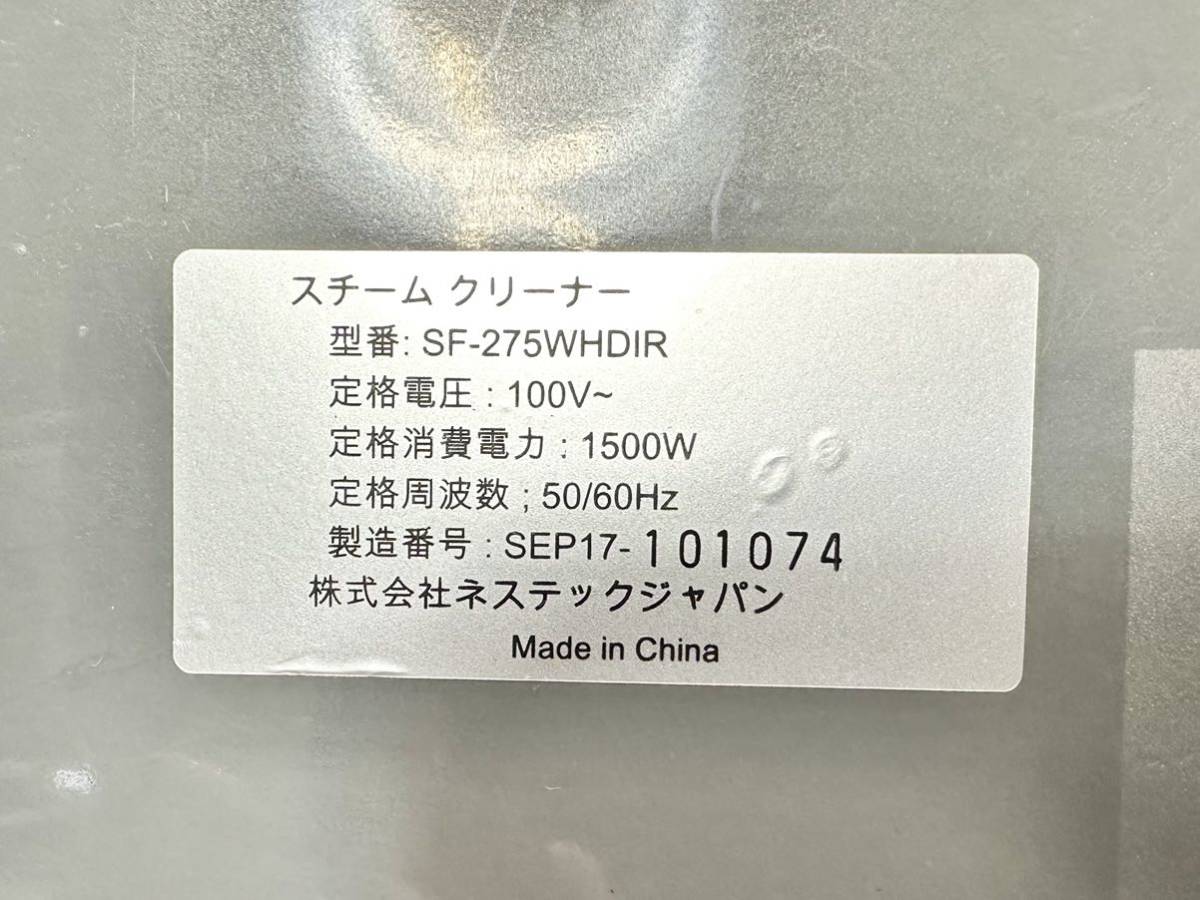 スチーム クリーナー
型番: SF-275WHDIR
定格電圧 : 100V~
定格消費電力 : 1500W
定格周波数 ; 50/60Hz
製造番号 : SEP17-101074
株式会社ネステックジャパン
Made in China